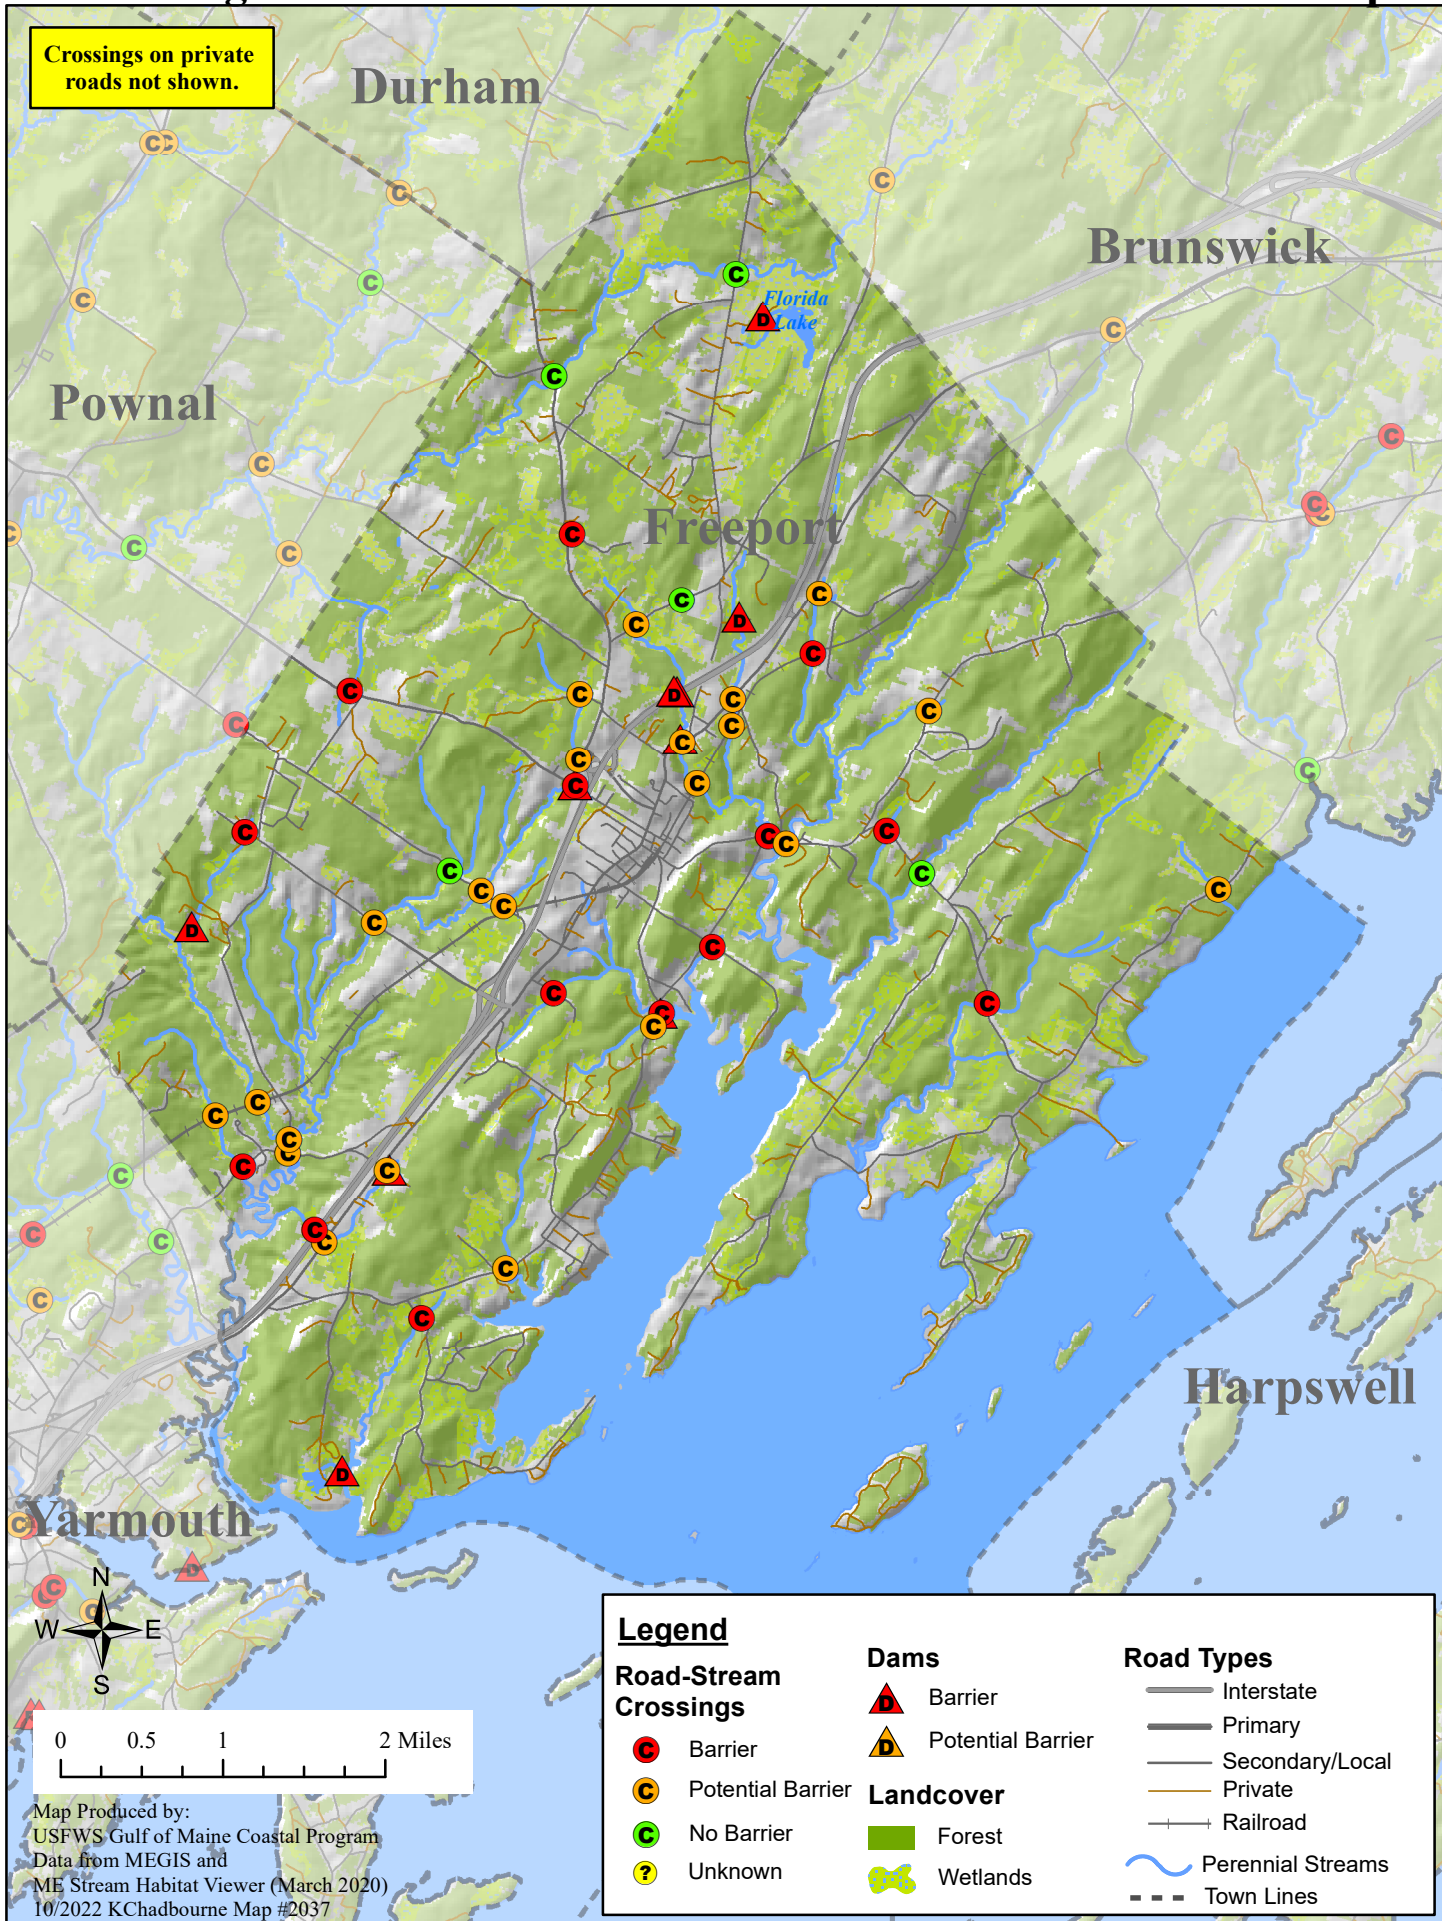 Crossings on private
roads not shown.
Durham
Brunswick
Florida
Lake
Pownal
Freeport
Harpswell
Yarmouth
N
W E
S
0 0.5 1 2 Miles
Map Produced by:
USFWS Gulf of Maine Coastal Program
Data from MEGIS and
ME Stream Habitat Viewer (March 2020)
10/2022 KChadbourne Map #2037
Legend
Road-Stream
Crossings
C Barrier
C Potential Barrier
C No Barrier
? Unknown
Dams
D Barrier
D Potential Barrier
Landcover
Forest
Wetlands
Road Types
Interstate
Primary
Secondary/Local
Private
Railroad
Perennial Streams
Town Lines